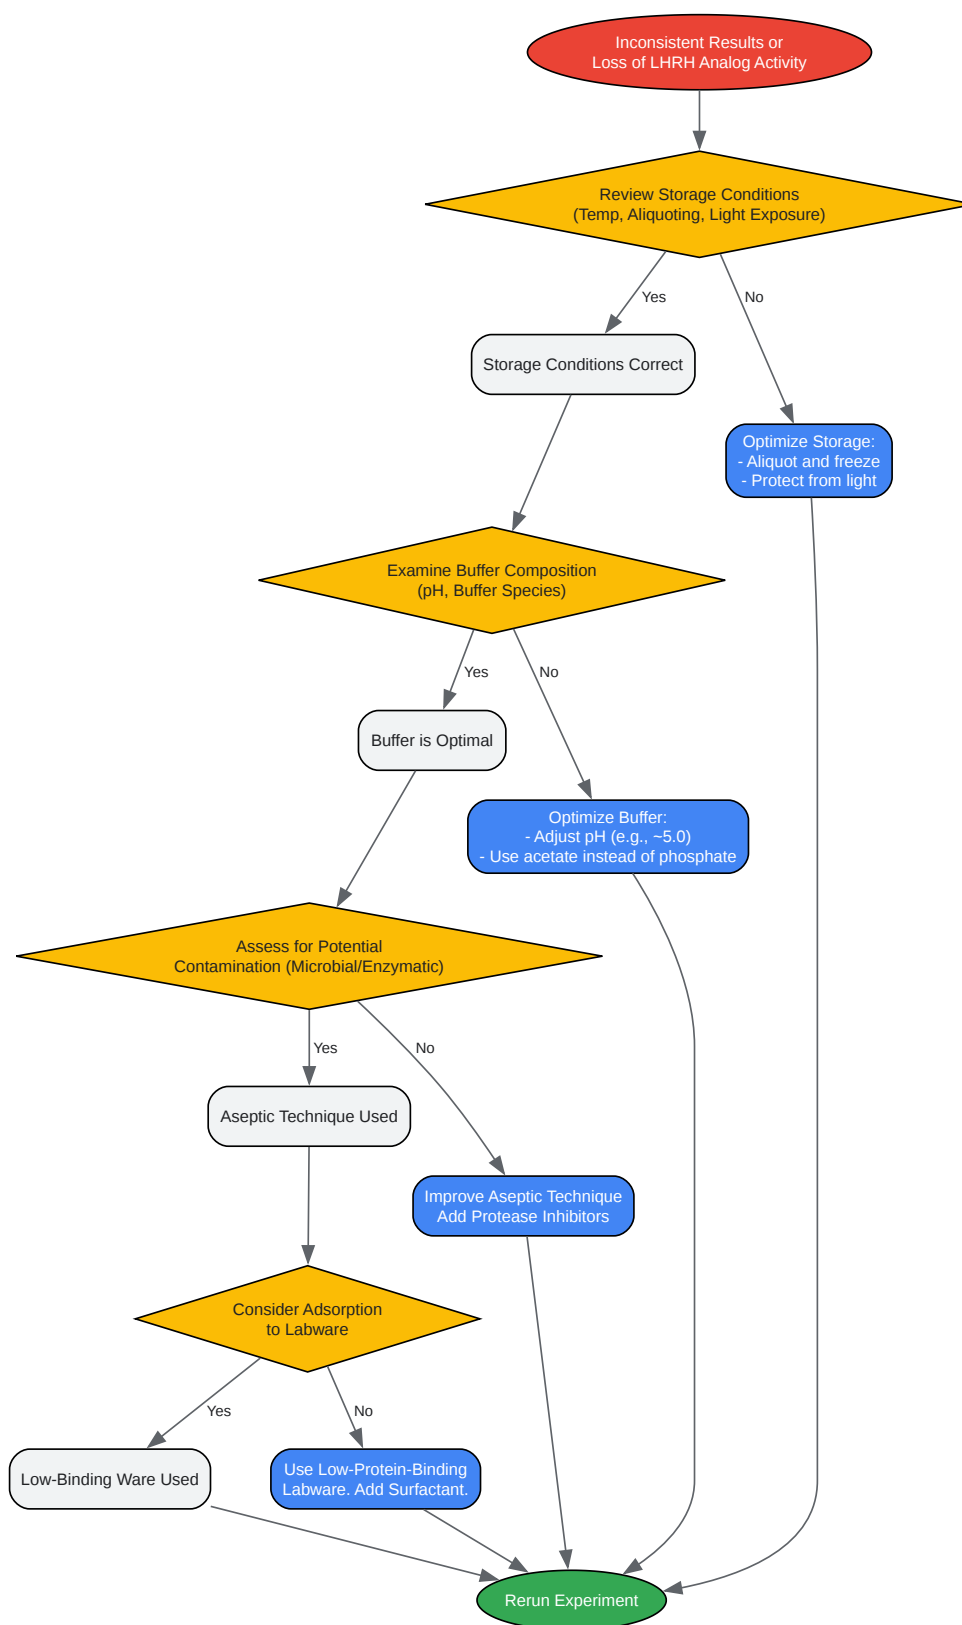 Inconsistent Results or
Loss of LHRH Analog Activity
Review Storage Conditions
(Temp, Aliquoting, Light Exposure)
Yes
No
Storage Conditions Correct
Optimize Storage:
- Aliquot and freeze
- Protect from light
Examine Buffer Composition
(pH, Buffer Species)
Yes
No
Buffer is Optimal
Optimize Buffer:
- Adjust pH (e.g., ~5.0)
- Use acetate instead of phosphate
Assess for Potential
Contamination (Microbial/Enzymatic)
Yes
No
Aseptic Technique Used
Improve Aseptic Technique
Add Protease Inhibitors
Consider Adsorption
to Labware
Yes
No
Low-Binding Ware Used
Use Low-Protein-Binding
Labware. Add Surfactant.
Rerun Experiment